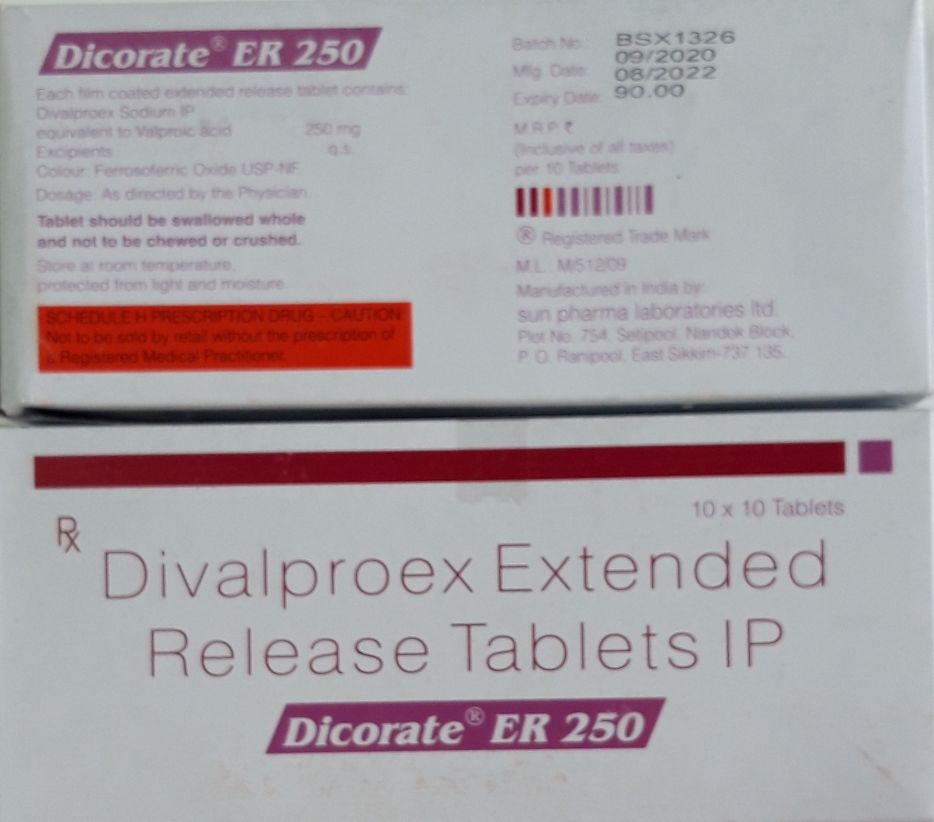 Dicorate® ER 250
Each film coated extended release tablet contains:
Divalproex Sodium IP
equivalent to Valproic acid 250 mg
Excipients q.s.
Colour: Ferrosoferric Oxide USP-NF
Dosage: As directed by the Physician.
Tablet should be swallowed whole
and not to be chewed or crushed.
Store at room temperature,
protected from light and moisture.
SCHEDULE H PRESCRIPTION DRUG – CAUTION
Not to be sold by retail without the prescription of
a Registered Medical Practitioner.
Batch No.: BSX1326
Mfg. Date: 09/2020
Expiry Date: 08/2022
90.00
M.R.P. ₹
(Inclusive of all taxes)
per 10 Tablets
® Registered Trade Mark
M.L. M/512/09
Manufactured in India by:
sun pharma laboratories ltd.
Plot No. 754, Setipool, Nandok Block,
P. O. Ranipool, East Sikkim-737 135.
10 x 10 Tablets
Rx
Divalproex Extended
Release Tablets IP
Dicorate® ER 250